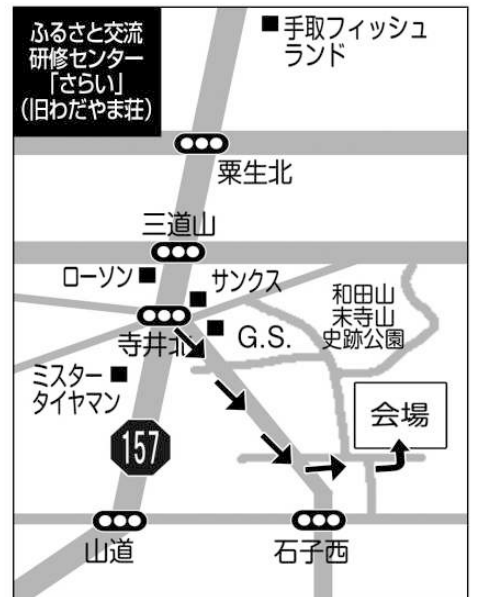 ふるさと交流
研修センター
「さらい」
(旧わだやま荘)
手取フィッシュ
ランド
粟生北
三道山
ローソン
サンクス
和田山
末寺山
史跡公園
寺井北
G.S.
ミスター
タイヤマン
会場
157
山道
石子西